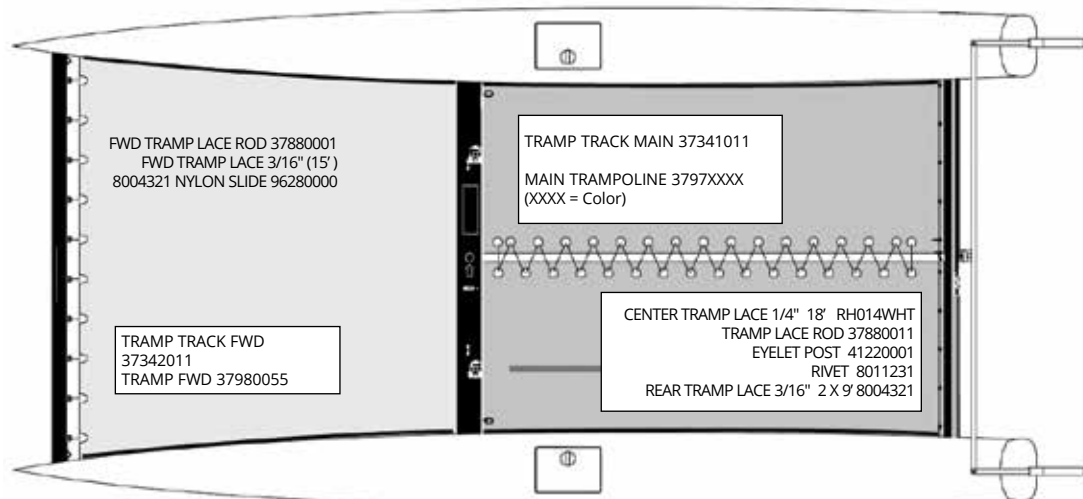 FWD TRAMP LACE ROD 37880001
FWD TRAMP LACE 3/16" (15')
8004321 NYLON SLIDE 96280000
TRAMP TRACK FWD
37342011
TRAMP FWD 37980055
TRAMP TRACK MAIN 37341011
MAIN TRAMPOLINE 3797XXXX
(XXXX = Color)
CENTER TRAMP LACE 1/4" 18' RH014WHT
TRAMP LACE ROD 37880011
EYELET POST 41220001
RIVET 8011231
REAR TRAMP LACE 3/16" 2 X 9' 8004321